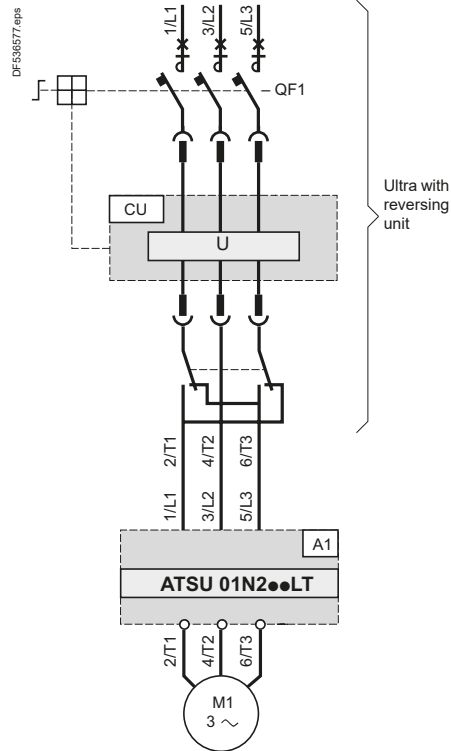 DF536577.eps
1/L1
3/L2
5/L3
QF1
Ultra with
reversing
unit
CU
U
2/T1
4/T2
6/T3
1/L1
3/L2
5/L3
A1
ATSU 01N2●●LT
2/T1
4/T2
6/T3
M1
3 ~